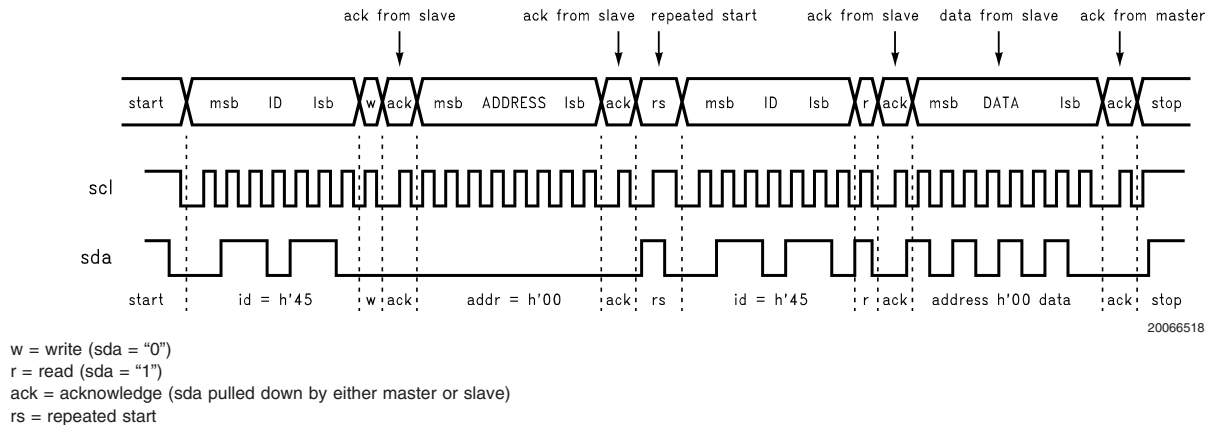 ack from slave ack from slave repeated start ack from slave data from slave ack from master
start msb ID lsb w ack msb ADDRESS lsb ack rs msb ID lsb r ack msb DATA lsb ack stop
scl
sda
start id = h'45 w ack addr = h'00 ack rs id = h'45 r ack address h'00 data ack stop
20066518
w = write (sda = “0”)
r = read (sda = “1”)
ack = acknowledge (sda pulled down by either master or slave)
rs = repeated start